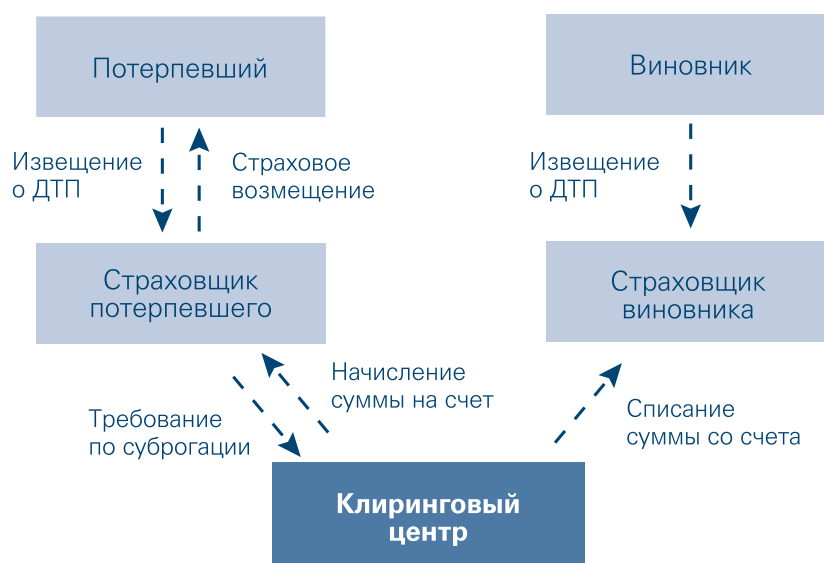 Потерпевший
Виновник
Извещение
о ДТП
Страховое
возмещение
Извещение
о ДТП
Страховщик
потерпевшего
Страховщик
виновника
Начисление
суммы на счет
Требование
по суброгации
Списание
суммы со счета
Клиринговый
центр